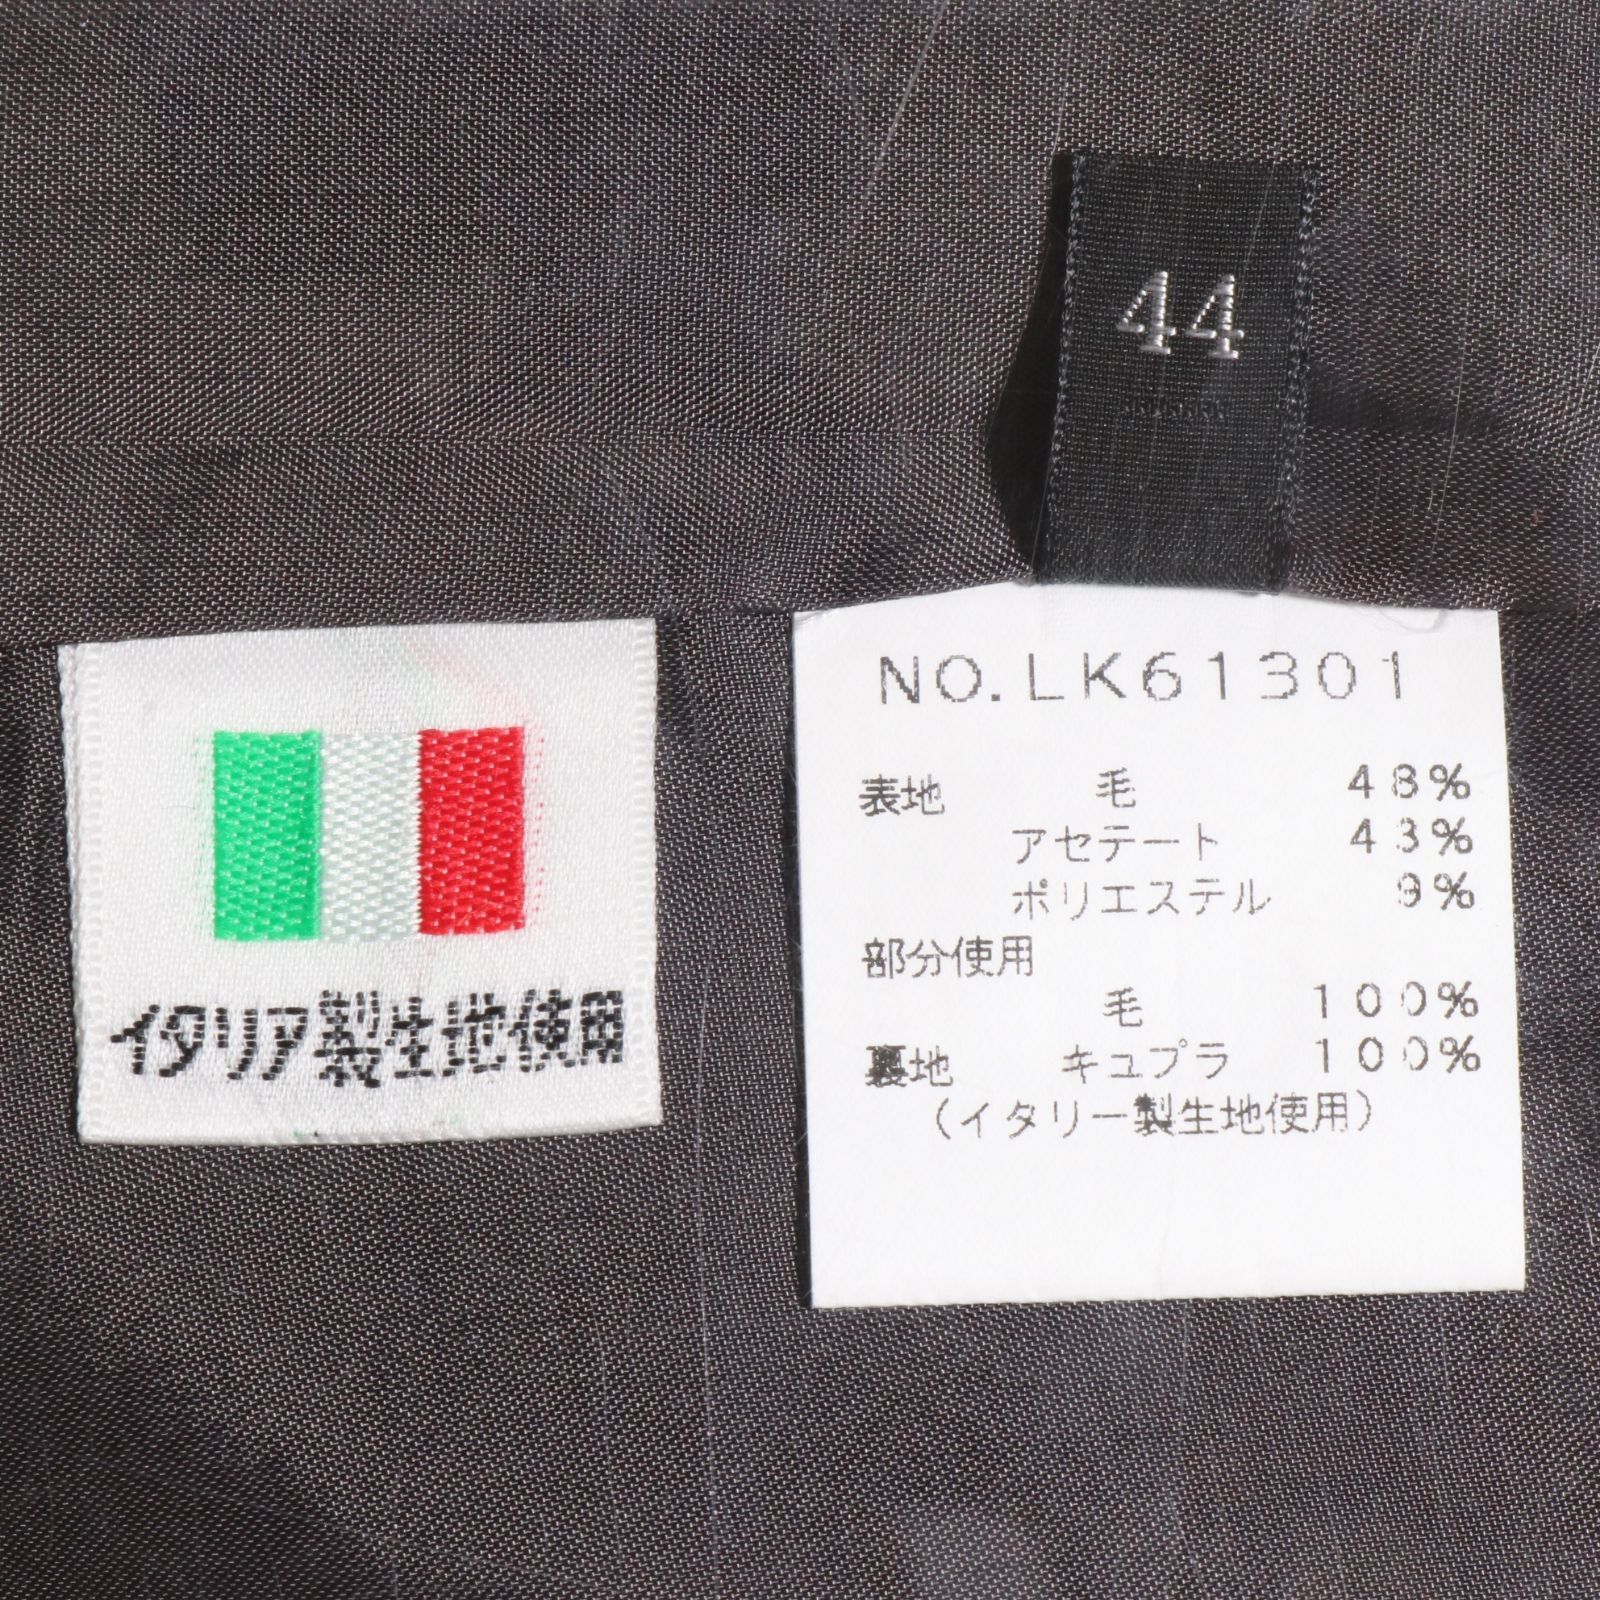 44
NO.LK61301
表地 毛 48%
アセテート 43%
ポリエステル 9%
部分使用
毛 100%
裏地 キュプラ 100%
(イタリー製生地使用)
イタリア製生地使用